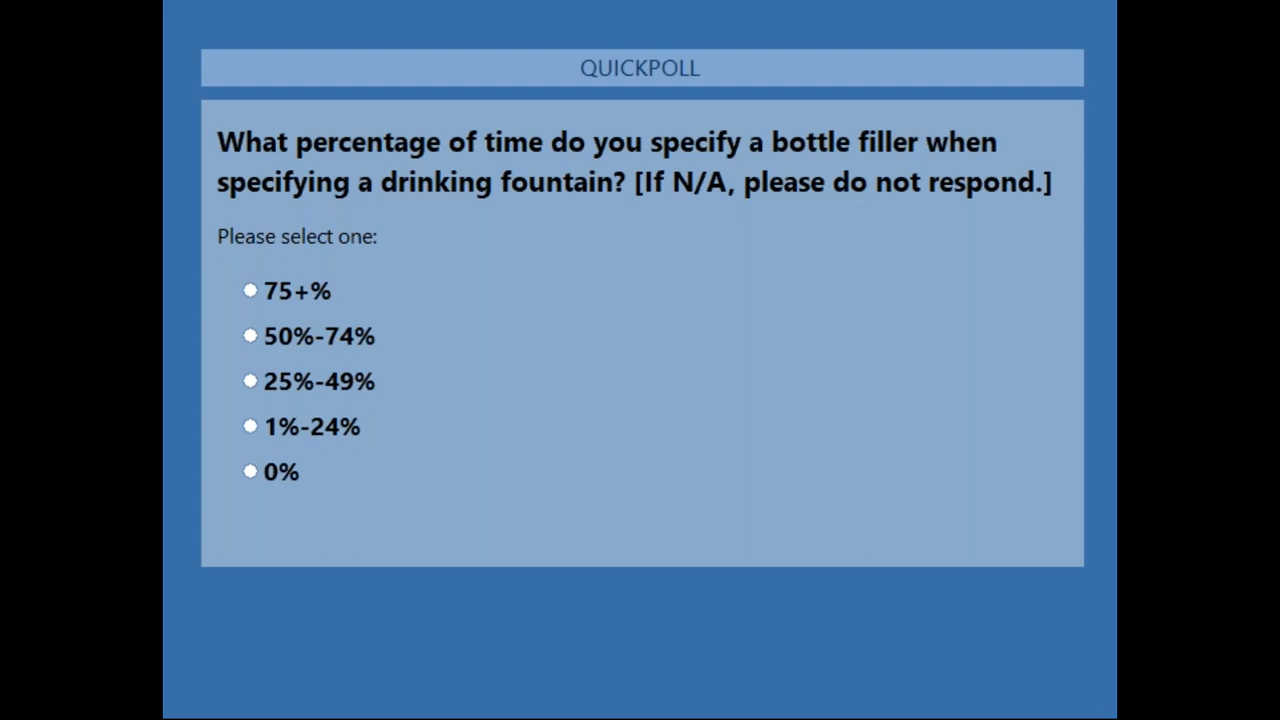 QUICKPOLL
What percentage of time do you specify a bottle filler when
specifying a drinking fountain? [If N/A, please do not respond.]
Please select one:
75+%
50%-74%
25%-49%
1%-24%
0%